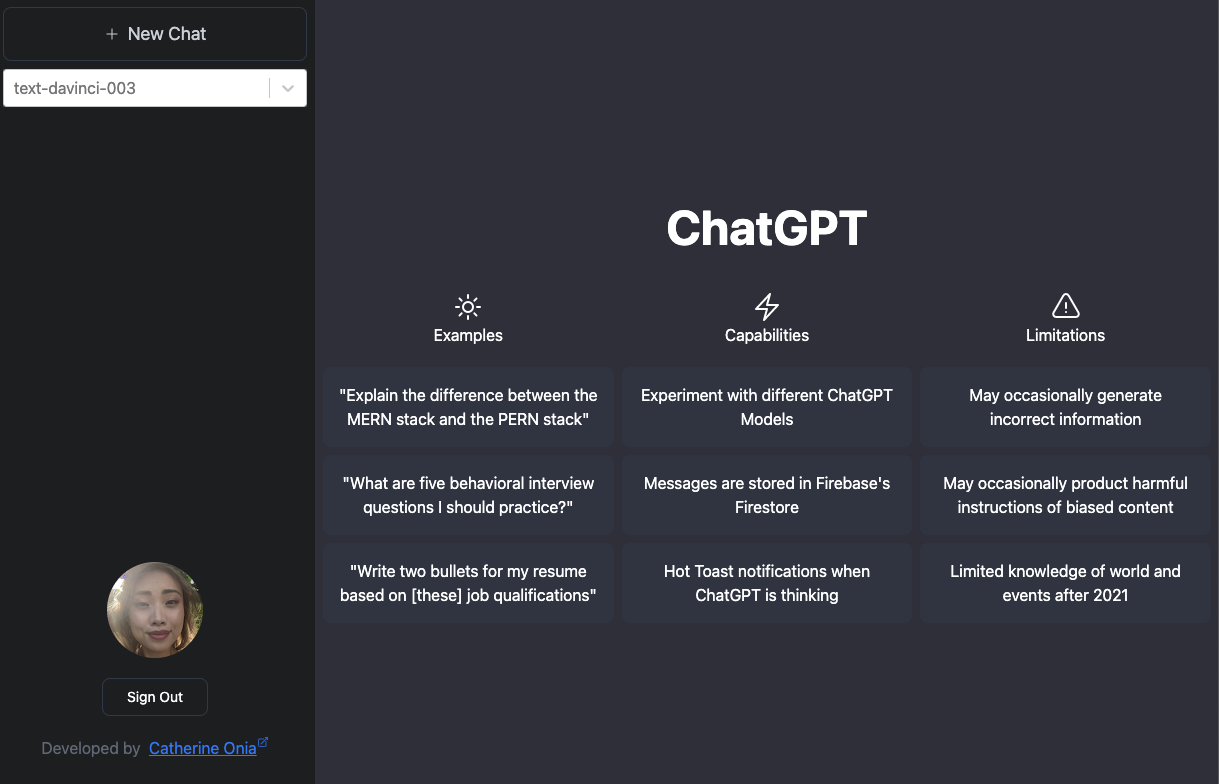 + New Chat
text-davinci-003
ChatGPT
Examples
"Explain the difference between the
MERN stack and the PERN stack"
"What are five behavioral interview
questions I should practice?"
"Write two bullets for my resume
based on [these] job qualifications"
Capabilities
Experiment with different ChatGPT
Models
Messages are stored in Firebase's
Firestore
Hot Toast notifications when
ChatGPT is thinking
Limitations
May occasionally generate
incorrect information
May occasionally product harmful
instructions of biased content
Limited knowledge of world and
events after 2021
Sign Out
Developed by Catherine Onia